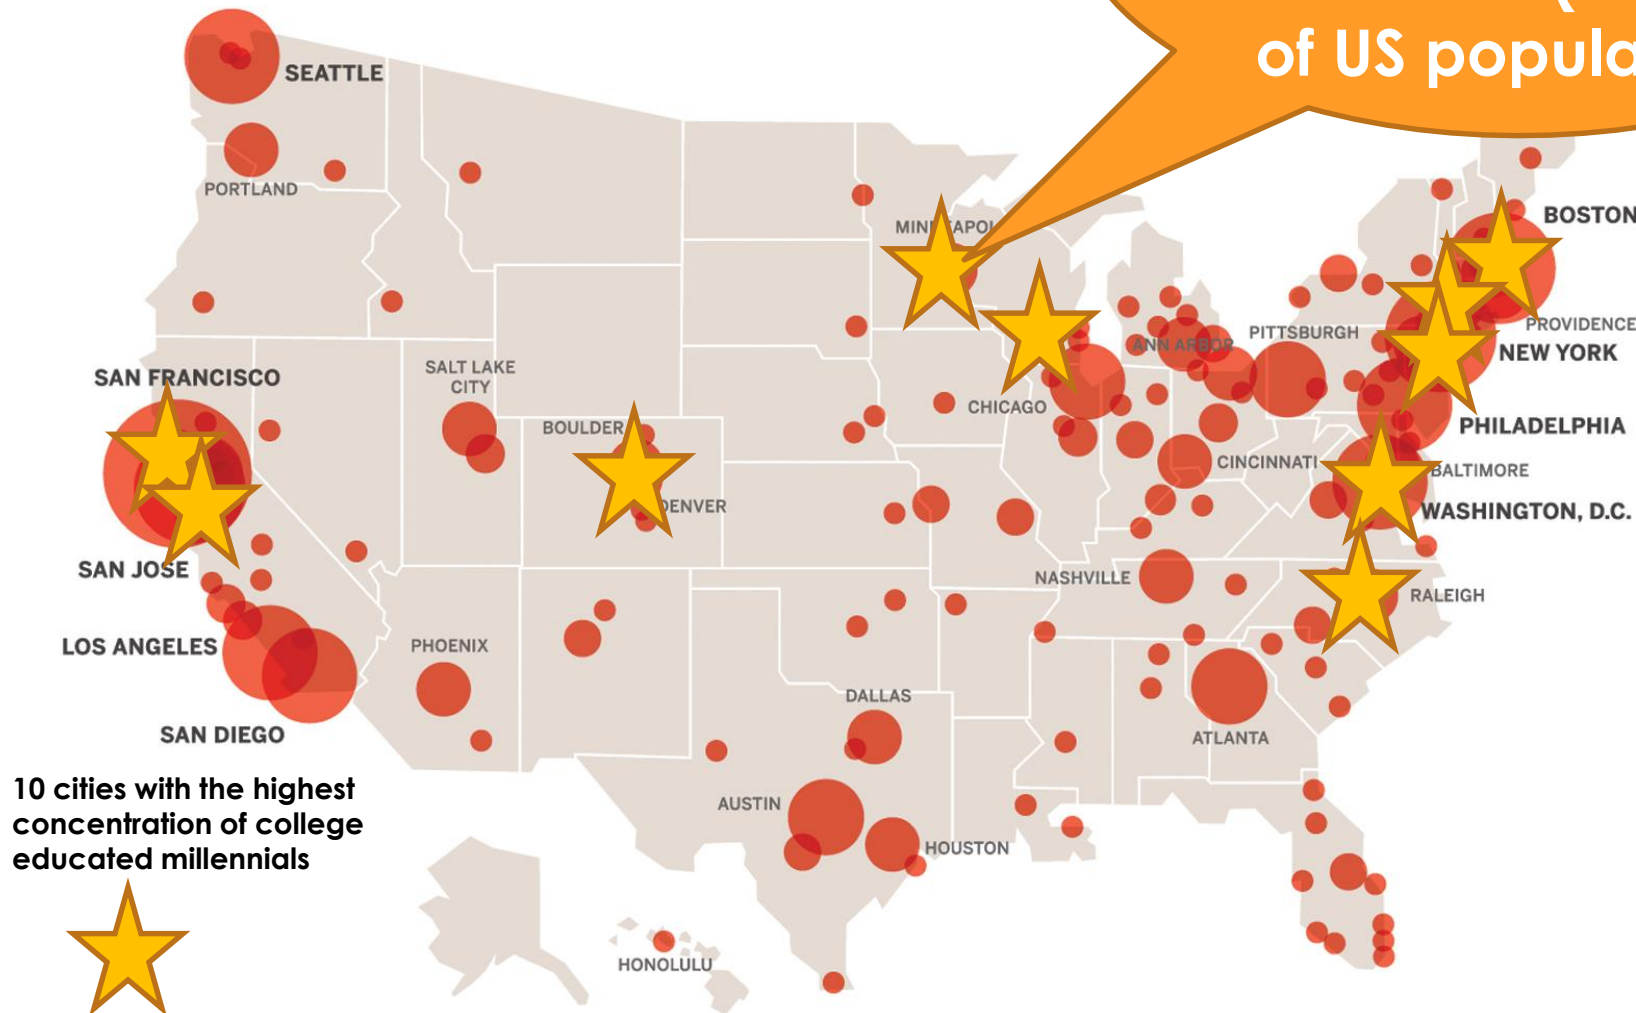 of US popula
SEATTLE
PORTLAND
BOSTON
PROVIDENCE
NEW YORK
PITTSBURGH
ANN ARBOR
SAN FRANCISCO
SALT LAKE
CITY
CHICAGO
BOULDER
PHILADELPHIA
BALTIMORE
CINCINNATI
WASHINGTON, D.C.
DENVER
SAN JOSE
NASHVILLE
RALEIGH
LOS ANGELES
PHOENIX
DALLAS
SAN DIEGO
ATLANTA
10 cities with the highest
concentration of college
educated millennials
AUSTIN
HOUSTON
HONOLULU